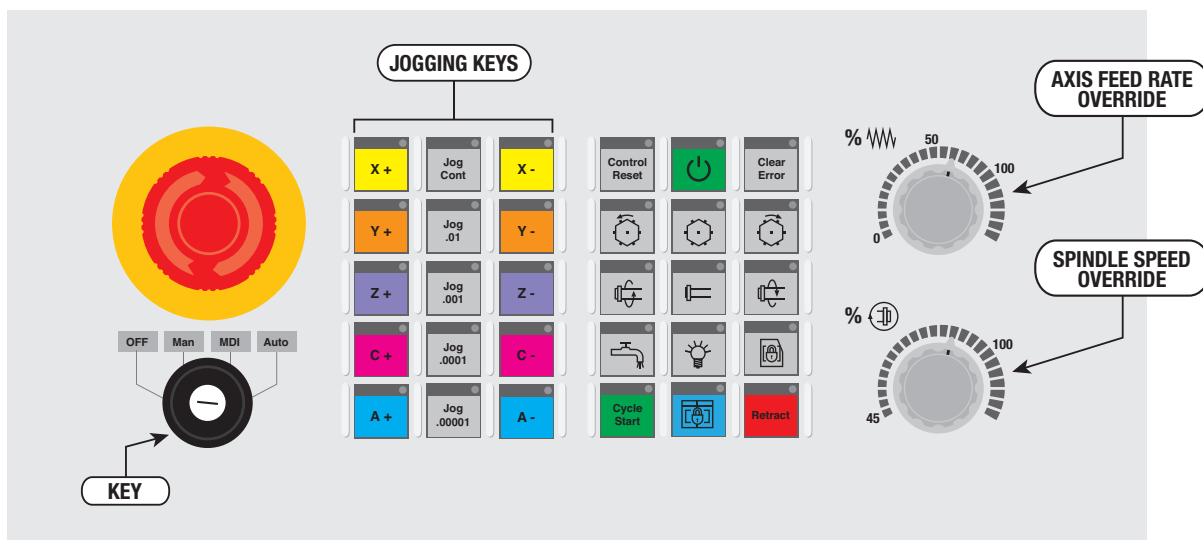 JOGGING KEYS
AXIS FEED RATE
OVERRIDE
X +
Jog
Cont
X -
Control
Reset
Clear
Error
%
50
100
0
Y +
Jog
.01
Y -
Z +
Jog
.001
Z -
SPINDLE SPEED
OVERRIDE
%
100
45
OFF
Man
MDI
Auto
C +
Jog
.0001
C -
A +
Jog
.00001
A -
Cycle
Start
Retract
KEY